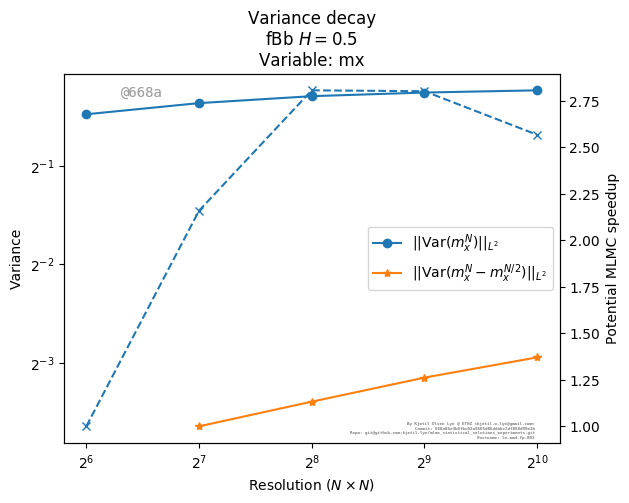 Variance decay
fBb H = 0.5
Variable: mx
@668a
2^{-1}
2^{-2}
2^{-3}
Variance
2.75
2.50
2.25
2.00
1.75
1.50
1.25
1.00
Potential MLMC speedup
||Var(m_x^N)||_{L^2}
||Var(m_x^N − m_x^{N/2})||_{L^2}
2^6
2^7
2^8
2^9
2^{10}
Resolution (N × N)